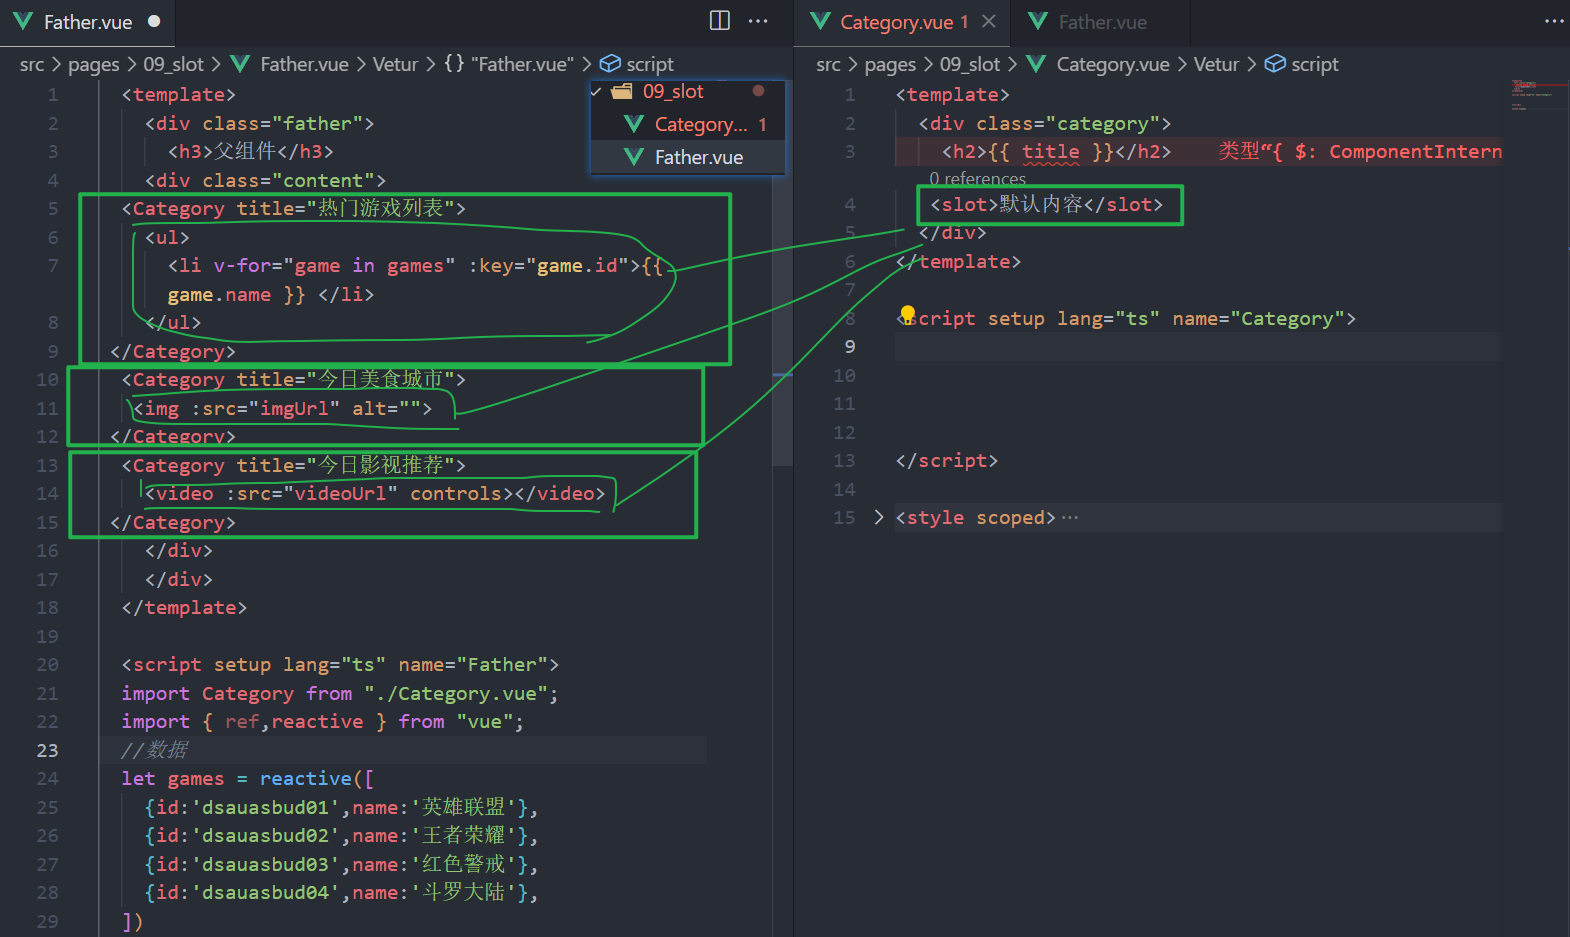 Father.vue
src > pages > 09_slot > Father.vue > Vetur > {} "Father.vue" > script
09_slot
Category... 1
Father.vue
1 <template>
2 <div class="father">
3 <h3>父组件</h3>
4 <div class="content">
5 <Category title="热门游戏列表">
6 <ul>
7 <li v-for="game in games" :key="game.id">{{
game.name }} </li>
8 </ul>
9 </Category>
10 <Category title="今日美食城市">
11 <img :src="imgUrl" alt="">
12 </Category>
13 <Category title="今日影视推荐">
14 <video :src="videoUrl" controls></video>
15 </Category>
16 </div>
17 </div>
18 </template>
19
20 <script setup lang="ts" name="Father">
21 import Category from "./Category.vue";
22 import { ref,reactive } from "vue";
23 //数据
24 let games = reactive([
25 {id:'dsauasbud01',name:'英雄联盟'},
26 {id:'dsauasbud02',name:'王者荣耀'},
27 {id:'dsauasbud03',name:'红色警戒'},
28 {id:'dsauasbud04',name:'斗罗大陆'},
29 ])
Category.vue 1
Father.vue
src > pages > 09_slot > Category.vue > Vetur > script
1 <template>
2 <div class="category">
3 <h2>{{ title }}</h2> 类型“{ $: ComponentIntern
0 references
4 <slot>默认内容</slot>
5 </div>
6 </template>
7
8 <script setup lang="ts" name="Category">
9
10
11
12
13 </script>
14
15 <style scoped>···